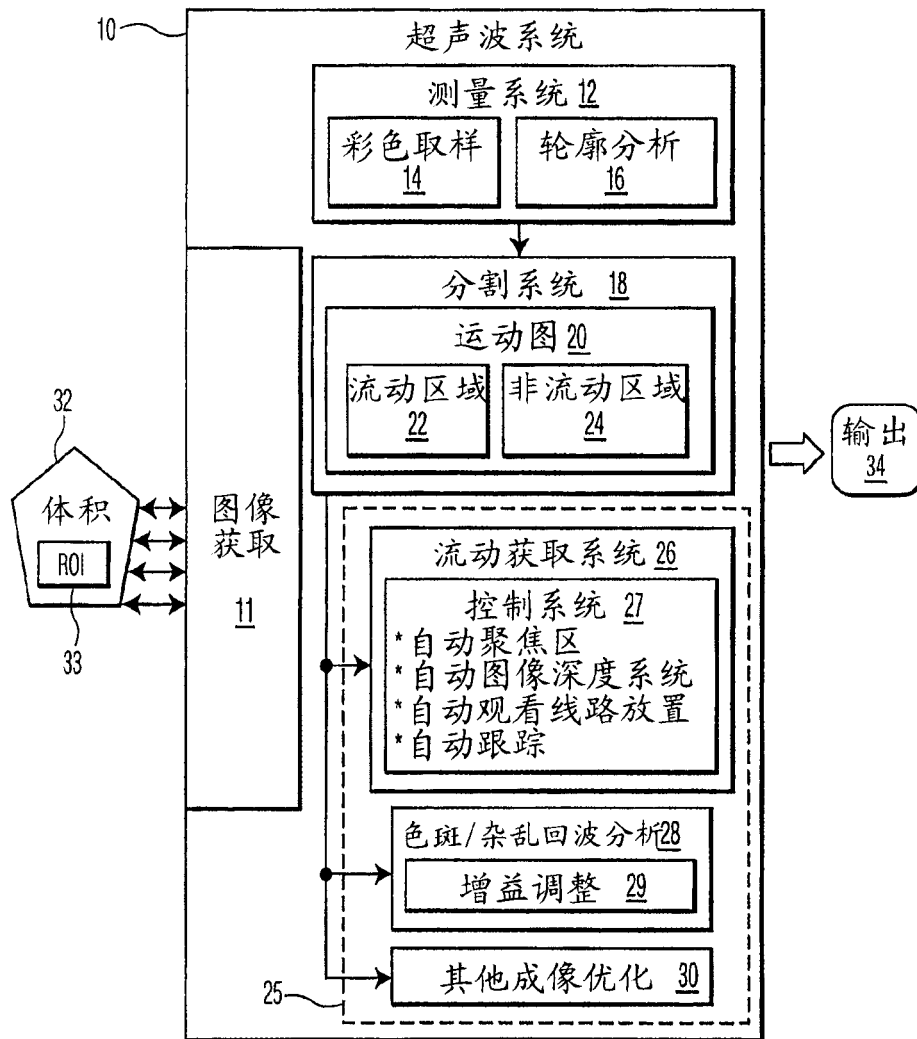 10
超声波系统
测量系统 12
彩色取样
14
轮廓分析
16
分割系统 18
运动图 20
流动区域
22
非流动区域
24
32
体积
ROI
33
图像
获取
11
输出
34
流动获取系统 26
控制系统 27
*自动聚焦区
*自动图像深度系统
*自动观看线路放置
*自动跟踪
色斑/杂乱回波分析 28
增益调整 29
其他成像优化 30
25